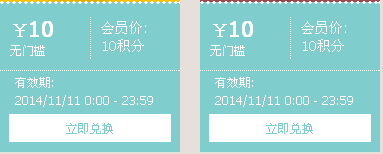 ¥10
无门槛
会员价:
10积分
有效期:
2014/11/11 0:00 - 23:59
立即兑换
¥10
无门槛
会员价:
10积分
有效期:
2014/11/11 0:00 - 23:59
立即兑换